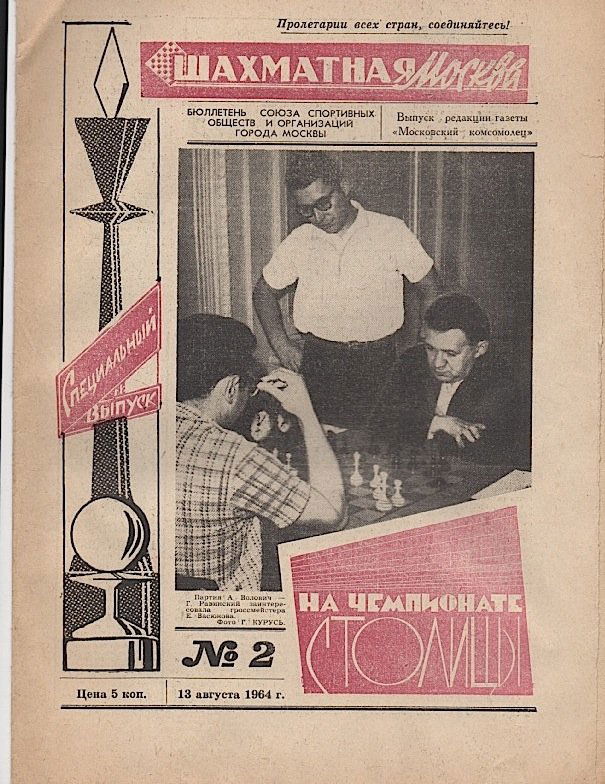 Пролетарии всех стран, соединяйтесь!
ШАХМАТНАЯ Москва
БЮЛЛЕТЕНЬ СОЮЗА СПОРТИВНЫХ
ОБЩЕСТВ И ОРГАНИЗАЦИЙ
ГОРОДА МОСКВЫ
Выпуск редакции газеты
«Московский комсомолец»
Специальный
выпуск
Партия А. Волович —
Г. Равинский заинтере-
совала гроссмейстера
Е. Васюкова.
Фото Г. КУРУСЬ.
НА ЧЕМПИОНАТЕ
СТОЛИЦЫ
№ 2
Цена 5 коп.
13 августа 1964 г.